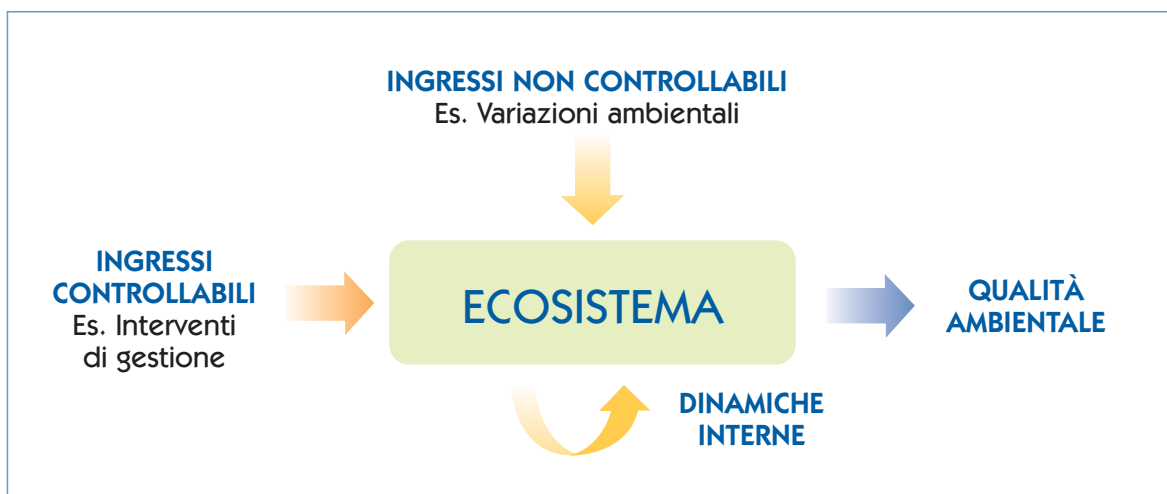 INGRESSI NON CONTROLLABILI
Es. Variazioni ambientali
INGRESSI
CONTROLLABILI
Es. Interventi
di gestione
ECOSISTEMA
QUALITÀ
AMBIENTALE
DINAMICHE
INTERNE